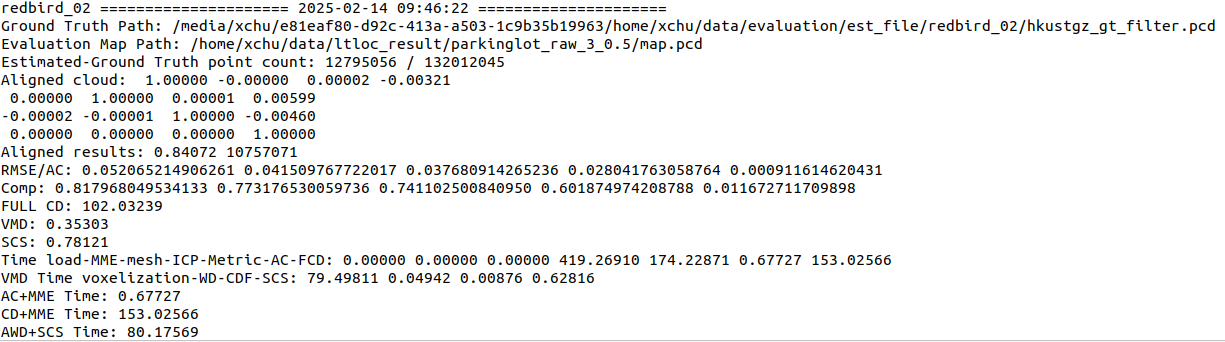 redbird_02 ===================== 2025-02-14 09:46:22 =====================
Ground Truth Path: /media/xchu/e81eaf80-d92c-413a-a503-1c9b35b19963/home/xchu/data/evaluation/est_file/redbird_02/hkustgz_gt_filter.pcd
Evaluation Map Path: /home/xchu/data/ltloc_result/parkinglot_raw_3_0.5/map.pcd
Estimated-Ground Truth point count: 12795056 / 132012045
Aligned cloud:  1.00000 -0.00000  0.00002 -0.00321
 0.00000  1.00000  0.00001  0.00599
-0.00002 -0.00001  1.00000 -0.00460
 0.00000  0.00000  0.00000  1.00000
Aligned results: 0.84072 10757071
RMSE/AC: 0.052065214906261 0.041509767722017 0.037680914265236 0.028041763058764 0.000911614620431
Comp: 0.817968049534133 0.773176530059736 0.741102500840950 0.601874974208788 0.011672711709898
FULL CD: 102.03239
VMD: 0.35303
SCS: 0.78121
Time load-MME-mesh-ICP-Metric-AC-FCD: 0.00000 0.00000 0.00000 419.26910 174.22871 0.67727 153.02566
VMD Time voxelization-WD-CDF-SCS: 79.49811 0.04942 0.00876 0.62816
AC+MME Time: 0.67727
CD+MME Time: 153.02566
AWD+SCS Time: 80.17569